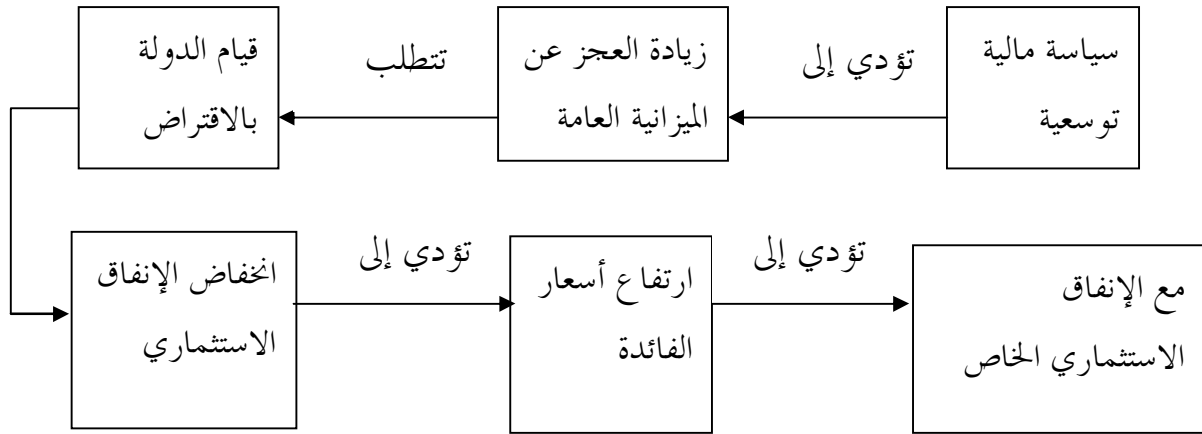 سياسة مالية
توسعية
تؤدي إلى
زيادة العجز عن
الميزانية العامة
تتطلب
قيام الدولة
بالاقتراض
انخفاض الإنفاق
الاستثماري
تؤدي إلى
ارتفاع أسعار
الفائدة
تؤدي إلى
مع الإنفاق
الاستثماري الخاص